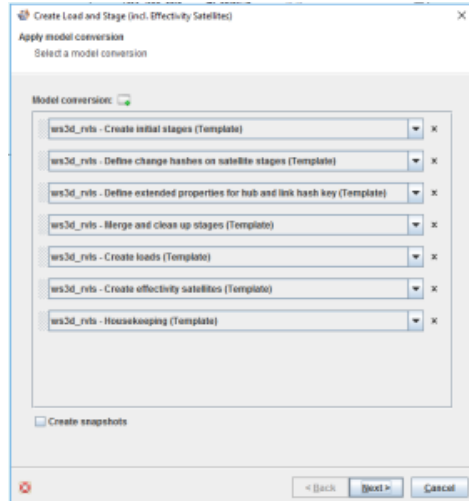 Create Load and Stage (incl. Effectivity Satellites)
Apply model conversion
Select a model conversion
Model conversion:
ws3d_rvls - Create initial stages (Template)
ws3d_rvls - Define change hashes on satellite stages (Template)
ws3d_rvls - Define extended properties for hub and link hash key (Template)
ws3d_rvls - Merge and clean up stages (Template)
ws3d_rvls - Create loads (Template)
ws3d_rvls - Create effectivity satellites (Template)
ws3d_rvls - Housekeeping (Template)
Create snapshots
< Back Next > Cancel